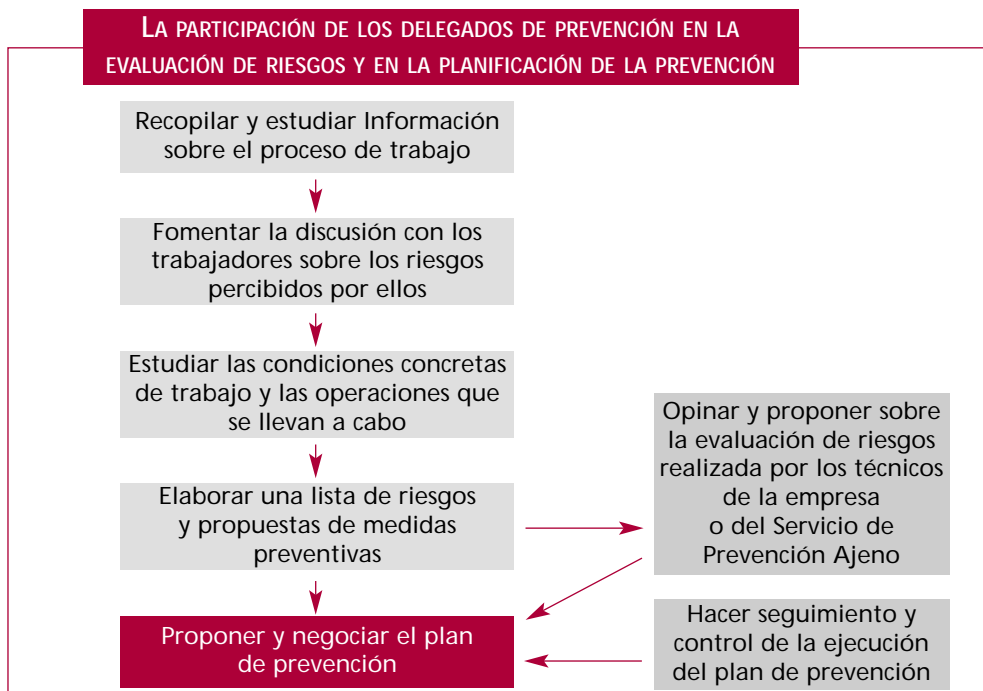 LA PARTICIPACIÓN DE LOS DELEGADOS DE PREVENCIÓN EN LA
EVALUACIÓN DE RIESGOS Y EN LA PLANIFICACIÓN DE LA PREVENCIÓN
Recopilar y estudiar Información
sobre el proceso de trabajo
Fomentar la discusión con los
trabajadores sobre los riesgos
percibidos por ellos
Estudiar las condiciones concretas
de trabajo y las operaciones que
se llevan a cabo
Elaborar una lista de riesgos
y propuestas de medidas
preventivas
Opinar y proponer sobre
la evaluación de riesgos
realizada por los técnicos
de la empresa
o del Servicio de
Prevención Ajeno
Proponer y negociar el plan
de prevención
Hacer seguimiento y
control de la ejecución
del plan de prevención